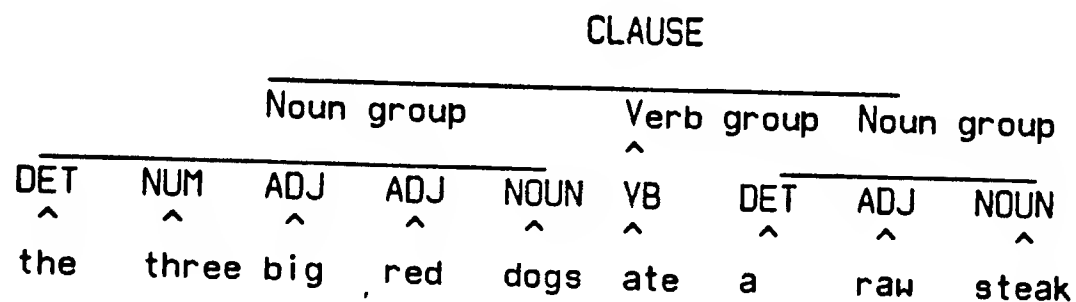 CLAUSE
Noun group Verb group Noun group
^
DET NUM ADJ ADJ NOUN VB DET ADJ NOUN
^ ^ ^ ^ ^ ^ ^ ^ ^
the three big red dogs ate a raw steak